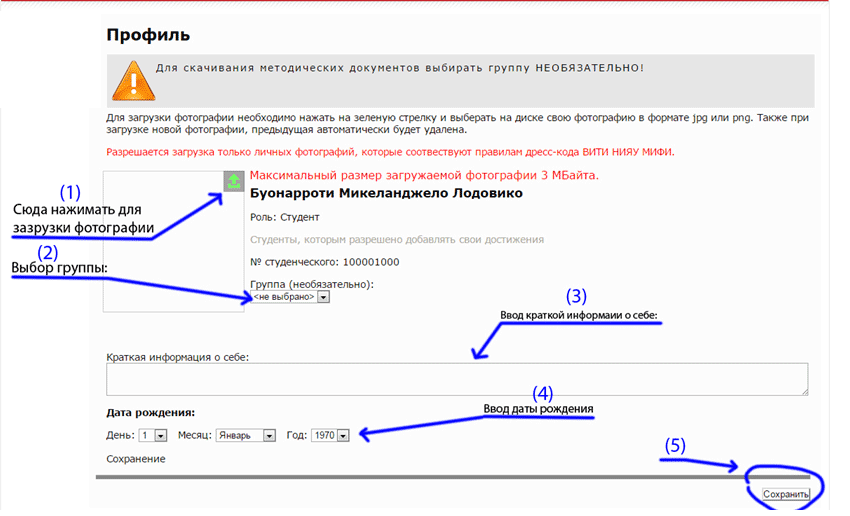 Профиль
Для скачивания методических документов выбирать группу НЕОБЯЗАТЕЛЬНО!
Для загрузки фотографии необходимо нажать на зеленую стрелку и выберать на диске свою фотографию в формате jpg или png. Также при
загрузке новой фотографии, предыдущая автоматически будет удалена.
Разрешается загрузка только личных фотографий, которые соотвествуют правилам дресс-кода ВИТИ НИЯУ МИФИ.
Максимальный размер загружаемой фотографии 3 МБайта.
(1)
Сюда нажимать для
зазрузки фотографии
Буонарроти Микеланджело Лодовико
Роль: Студент
Студенты, которым разрешено добавлять свои достижения
(2)
Выбор группы:
№ студенческого: 100001000
Группа (необязательно):
<не выбрано>
(3)
Ввод краткой информаии о себе:
Краткая информация о себе:
(4)
Ввод даты рождения
Дата рождения:
День: 1 Месяц: Январь Год: 1970
(5)
Сохранение
Сохранить